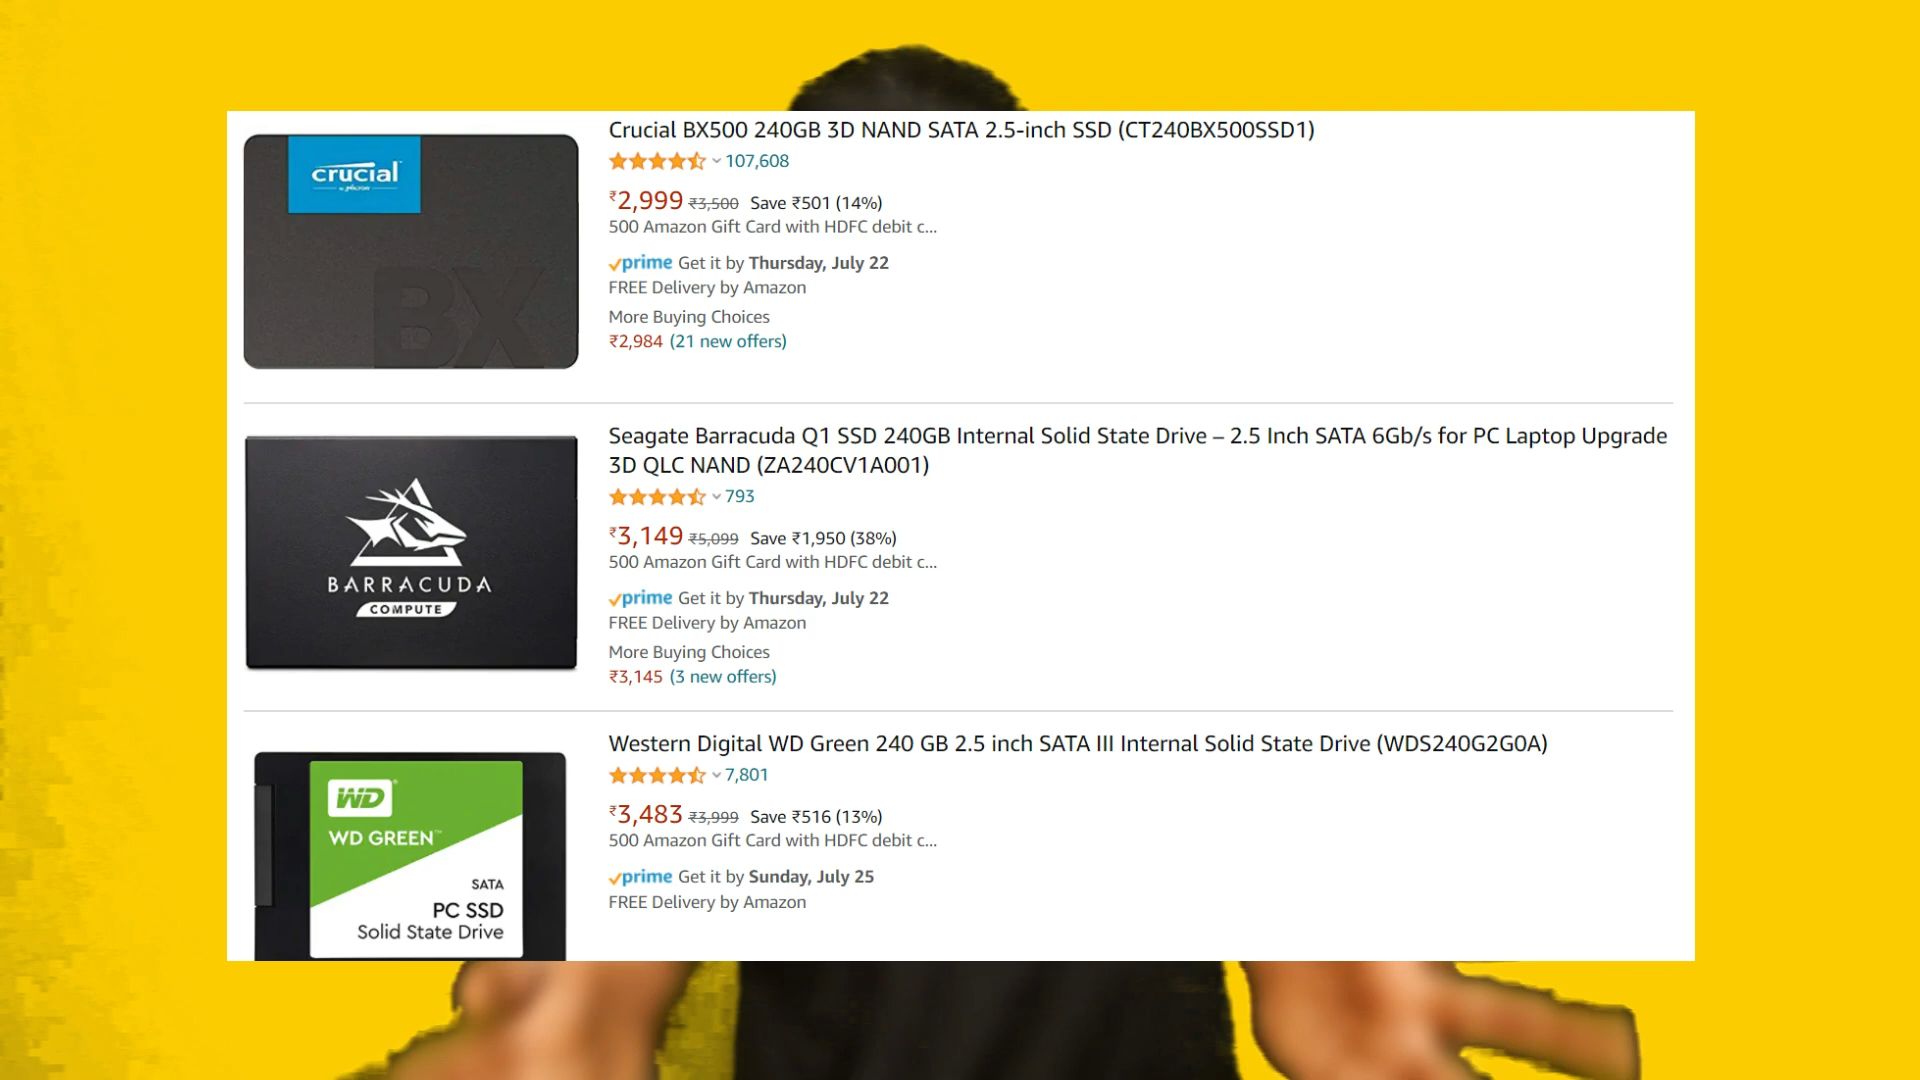 Crucial BX500 240GB 3D NAND SATA 2.5-inch SSD (CT240BX500SSD1)
107,608
₹2,999 ₹3,500 Save ₹501 (14%)
500 Amazon Gift Card with HDFC debit c...
prime Get it by Thursday, July 22
FREE Delivery by Amazon
More Buying Choices
₹2,984 (21 new offers)
crucial
by Micron
BX
Seagate Barracuda Q1 SSD 240GB Internal Solid State Drive – 2.5 Inch SATA 6Gb/s for PC Laptop Upgrade
3D QLC NAND (ZA240CV1A001)
793
₹3,149 ₹5,099 Save ₹1,950 (38%)
500 Amazon Gift Card with HDFC debit c...
prime Get it by Thursday, July 22
FREE Delivery by Amazon
More Buying Choices
₹3,145 (3 new offers)
BARRACUDA
COMPUTE
Western Digital WD Green 240 GB 2.5 inch SATA III Internal Solid State Drive (WDS240G2G0A)
7,801
₹3,483 ₹3,999 Save ₹516 (13%)
500 Amazon Gift Card with HDFC debit c...
prime Get it by Sunday, July 25
FREE Delivery by Amazon
WD®
WD GREEN™
SATA
PC SSD
Solid State Drive